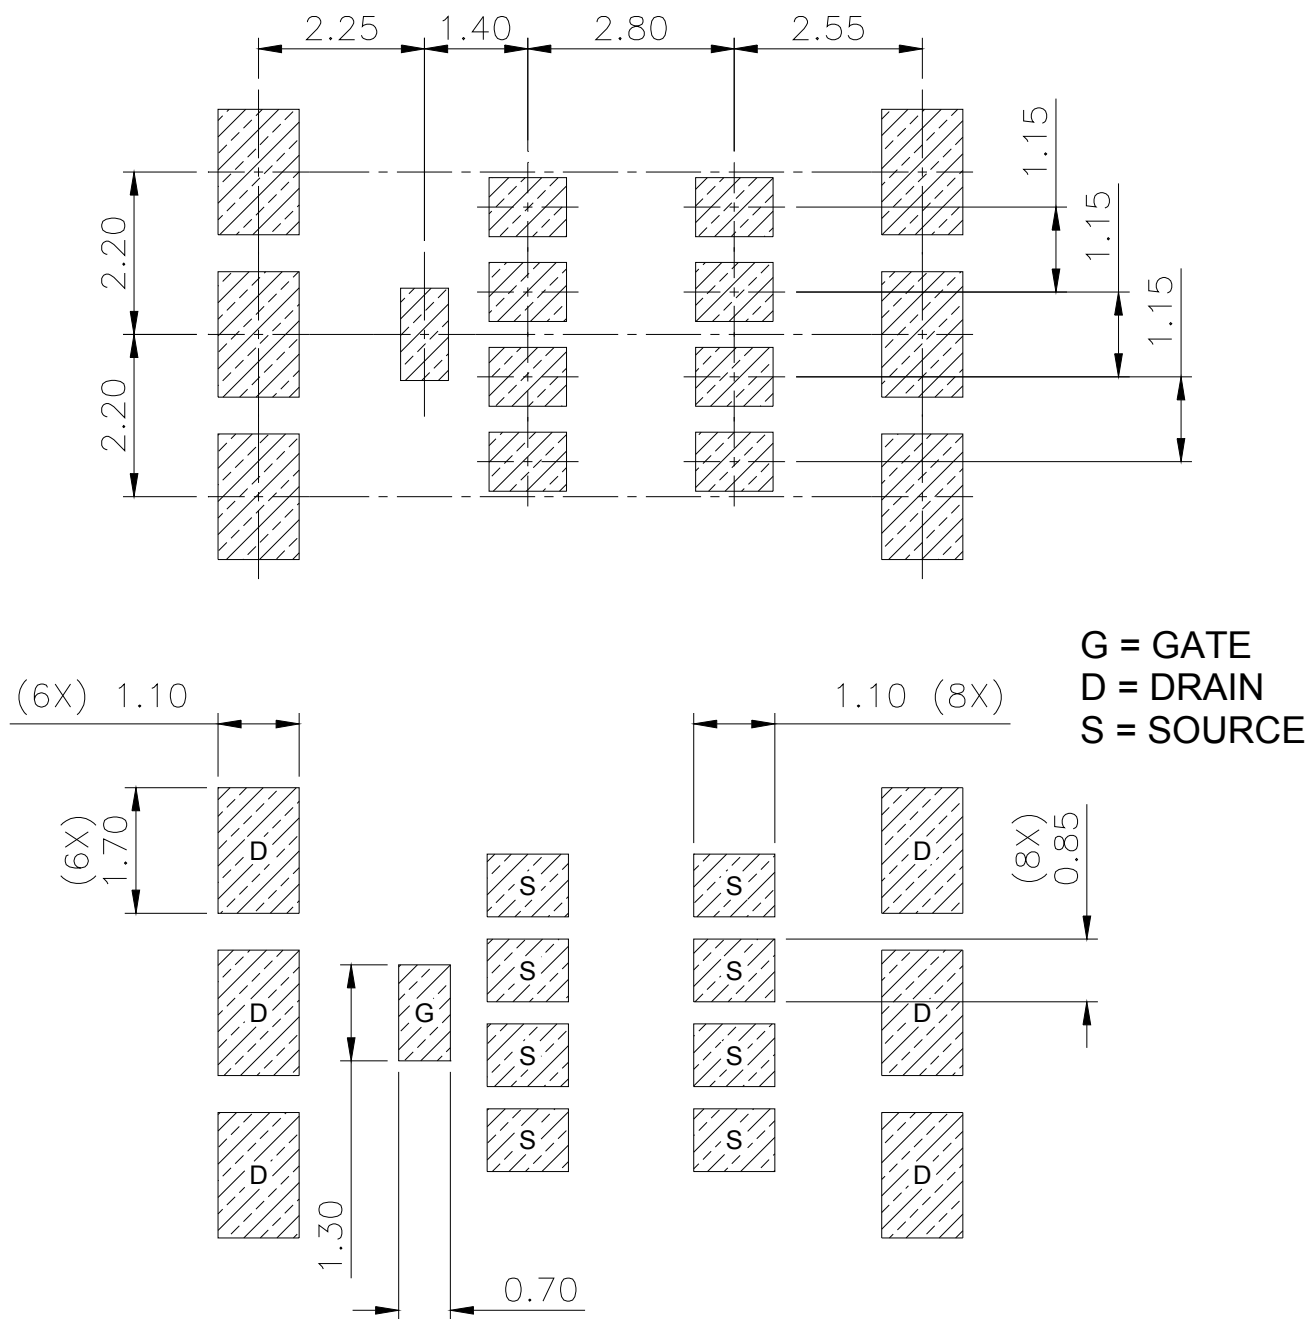 2.25 1.40 2.80 2.55
1.15
1.15
1.15
2.20
2.20
G = GATE
D = DRAIN
S = SOURCE
(6X) 1.10
1.10 (8X)
(6X)
1.70
(8X)
0.85
D
D
S
S
S
S
D
G
D
S
S
S
S
D
D
1.30
0.70